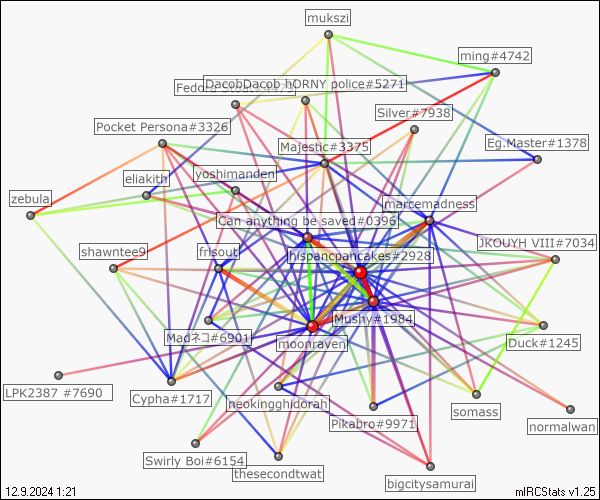 mukszi
ming#4742
DacobDacob hORNY police#5271
Silver#7938
Pocket Persona#3326
Majestic#3375
Eg.Master#1378
eliakith
yoshimanden
zebula
marcemadness
Can anything be saved#0396
JKOUYH VIII#7034
shawntee9
frisout
hispancpancakes#2928
Mushy#1984
Madネコ#6901
moonraven
Duck#1245
LPK2387 #7690
Cypha#1717
neokingghidorah
somass
Pikabro#9971
normalwan
Swirly Boi#6154
thesecondtwat
bigcitysamurai
12.9.2024 1:21
mIRCStats v1.25